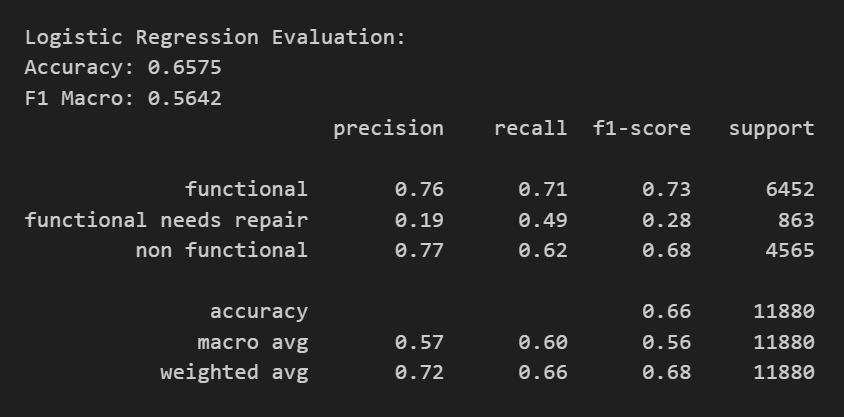 Logistic Regression Evaluation:
Accuracy: 0.6575
F1 Macro: 0.5642
precision recall f1-score support
functional 0.76 0.71 0.73 6452
functional needs repair 0.19 0.49 0.28 863
non functional 0.77 0.62 0.68 4565
accuracy 0.66 11880
macro avg 0.57 0.60 0.56 11880
weighted avg 0.72 0.66 0.68 11880